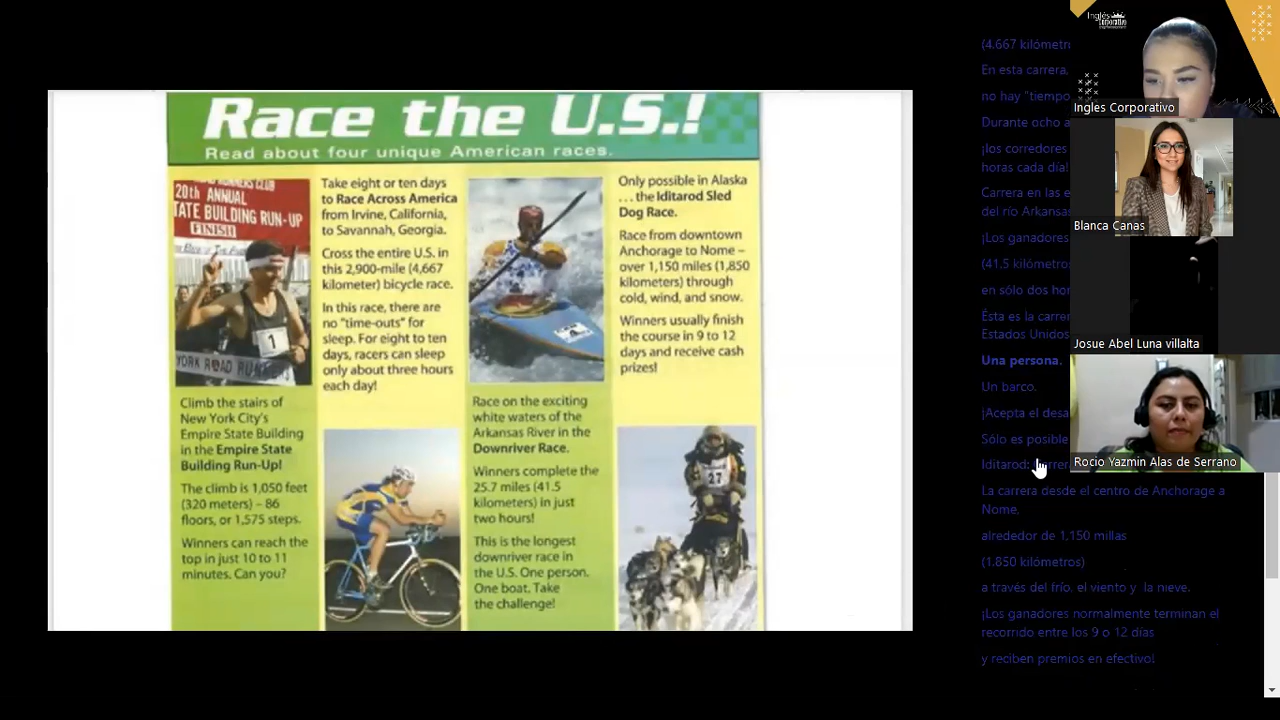 Race the U.S.!
Read about four unique American races.
20th ANNUAL
TATE BUILDING RUN-UP
FINISH
1
YORK ROAD RUNNERS
Climb the stairs of
New York City's
Empire State Building
in the Empire State
Building Run-Up!
The climb is 1,050 feet
(320 meters) – 86
floors, or 1,575 steps.
Winners can reach the
top in just 10 to 11
minutes. Can you?
Take eight or ten days
to Race Across America
from Irvine, California,
to Savannah, Georgia.
Cross the entire U.S. in
this 2,900-mile (4,667
kilometer) bicycle race.
In this race, there are
no "time-outs" for
sleep. For eight to ten
days, racers can sleep
only about three hours
each day!
Race on the exciting
white waters of the
Arkansas River in the
Downriver Race.
Winners complete the
25.7 miles (41.5
kilometers) in just
two hours!
This is the longest
downriver race in
the U.S. One person.
One boat. Take
the challenge!
Only possible in Alaska
. . . the Iditarod Sled
Dog Race.
Race from downtown
Anchorage to Nome –
over 1,150 miles (1,850
kilometers) through
cold, wind, and snow.
Winners usually finish
the course in 9 to 12
days and receive cash
prizes!
27
(4.667 kilómetro
En esta carrera,
no hay "tiempo
Durante ocho a
¡los corredores
horas cada día!
Carrera en las e
del río Arkansas
¡Los ganadores
(41.5 kilómetros
en sólo dos hor
Ésta es la carrer
Estados Unidos
Una persona.
Un barco.
¡Acepta el desa
Sólo es posible
Iditarod:
La carrera desde el centro de Anchorage a
Nome.
alrededor de 1.150 millas
(1.850 kilómetros)
a través del frío, el viento y la nieve.
¡Los ganadores normalmente terminan el
recorrido entre los 9 o 12 días
y reciben premios en efectivo!
Inglés
Corporativo
Ingles Corporativo
Blanca Canas
Josue Abel Luna villalta
Rocio Yazmin Alas de Serrano